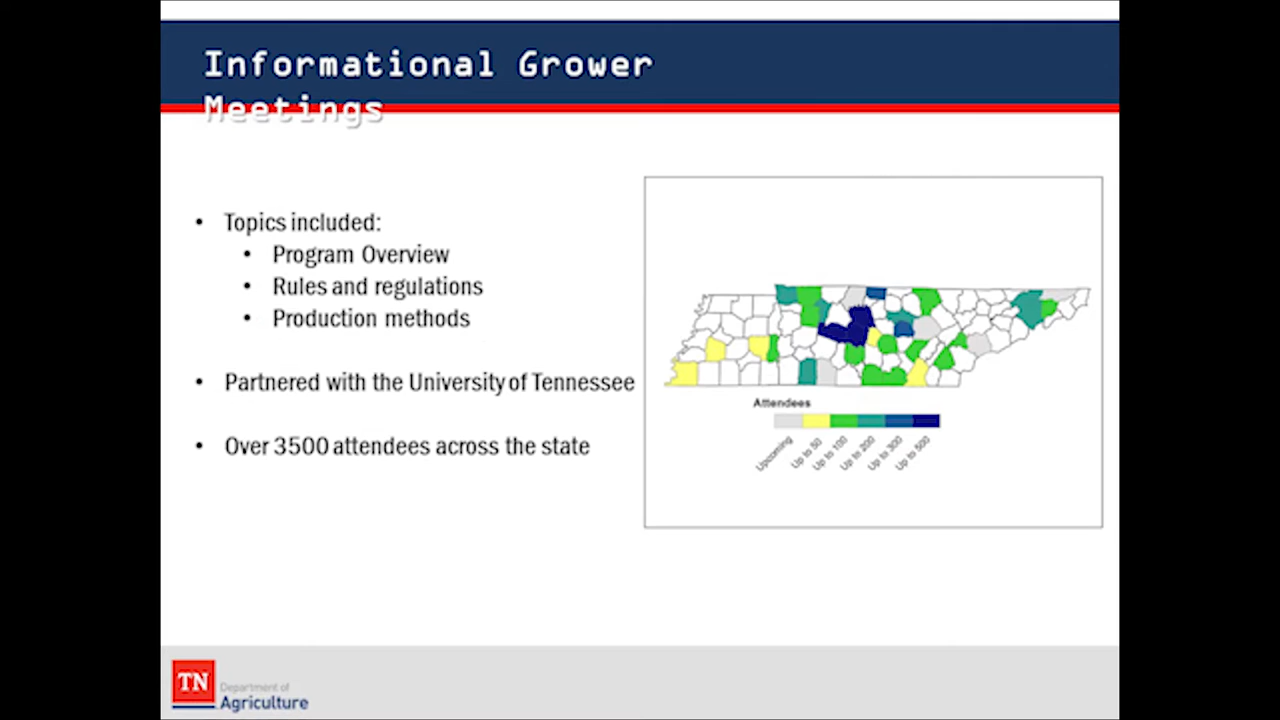 Informational Grower
Meetings
• Topics included:
• Program Overview
• Rules and regulations
• Production methods
• Partnered with the University of Tennessee
• Over 3500 attendees across the state
Attendees
Upcoming
Up to 50
Up to 100
Up to 200
Up to 300
Up to 500
TN
Department of
Agriculture